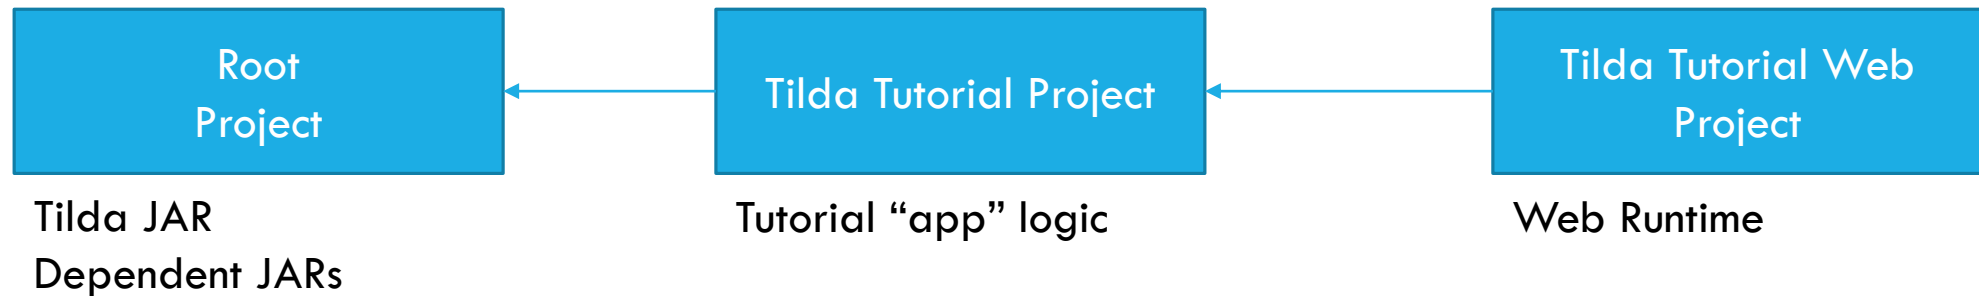 Root
Project
Tilda JAR
Dependent JARs
Tilda Tutorial Project
Tutorial “app” logic
Tilda Tutorial Web
Project
Web Runtime